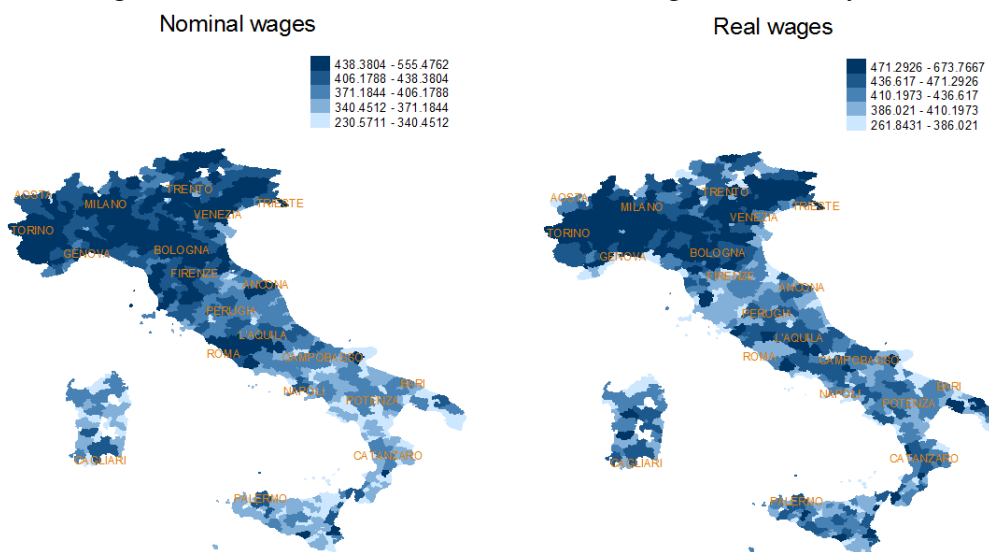 Nominal wages
438.3804 - 555.4762
406.1788 - 438.3804
371.1844 - 406.1788
340.4512 - 371.1844
230.5711 - 340.4512
AOSTA
TRENTO
MILANO
TRIESTE
VENEZIA
TORINO
GENOVA
BOLOGNA
FIRENZE
ANCONA
PERUGIA
L'AQUILA
ROMA
CAMPOBASSO
BARI
NAPOLI
POTENZA
CATANZARO
CAGLIARI
PALERMO
Real wages
471.2926 - 673.7667
436.617 - 471.2926
410.1973 - 436.617
386.021 - 410.1973
261.8431 - 386.021
AOSTA
TRENTO
MILANO
TRIESTE
VENEZIA
TORINO
GENOVA
BOLOGNA
FIRENZE
ANCONA
PERUGIA
L'AQUILA
ROMA
CAMPOBASSO
BARI
NAPOLI
POTENZA
CATANZARO
CAGLIARI
PALERMO